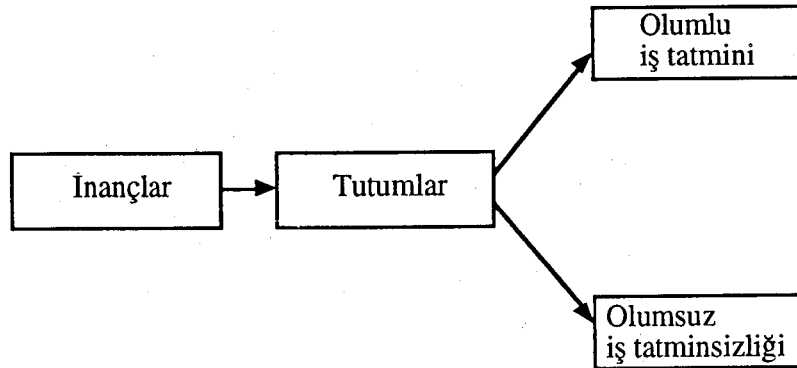 Olumlu
iş tatmini
İnançlar
Tutumlar
Olumsuz
iş tatminsizliği